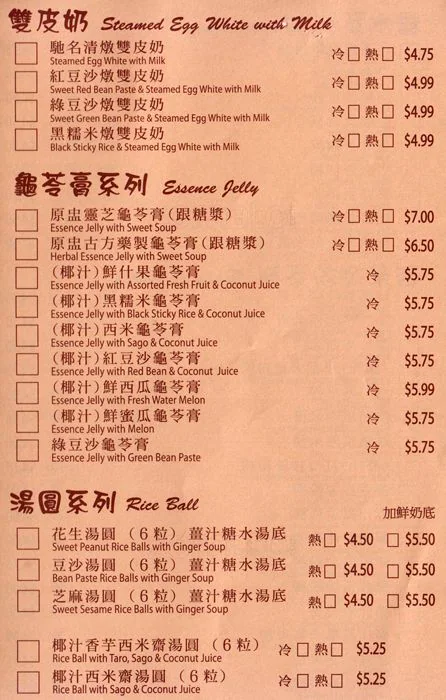 雙皮奶 Steamed Egg White with Milk
馳名清燉雙皮奶 冷 熱 $4.75
Steamed Egg White with Milk
紅豆沙燉雙皮奶 冷 熱 $4.99
Sweet Red Bean Paste & Steamed Egg White with Milk
綠豆沙燉雙皮奶 冷 熱 $4.99
Sweet Green Bean Paste & Steamed Egg White with Milk
黑糯米燉雙皮奶 冷 熱 $4.99
Black Sticky Rice & Steamed Egg White with Milk
龜苓膏系列 Essence Jelly
原盅靈芝龜苓膏(跟糖漿) 冷 熱 $7.00
Essence Jelly with Sweet Soup
原盅古方藥製龜苓膏(跟糖漿) 冷 熱 $6.50
Herbal Essence Jelly with Sweet Soup
(椰汁)鮮什果龜苓膏 冷 $5.75
Essence Jelly with Assorted Fresh Fruit & Coconut Juice
(椰汁)黑糯米龜苓膏 冷 $5.75
Essence Jelly with Black Sticky Rice & Coconut Juice
(椰汁)西米龜苓膏 冷 $5.75
Essence Jelly with Sago & Coconut Juice
(椰汁)紅豆沙龜苓膏 冷 $5.75
Essence Jelly with Red Bean & Coconut Juice
(椰汁)鮮西瓜龜苓膏 冷 $5.99
Essence Jelly with Fresh Water Melon
(椰汁)鮮蜜瓜龜苓膏 冷 $5.75
Essence Jelly with Melon
綠豆沙龜苓膏 冷 $5.75
Essence Jelly with Green Bean Paste
湯圓系列 Rice Ball 加鮮奶底
花生湯圓 (6粒) 薑汁糖水湯底 熱 $4.50 $5.50
Sweet Peanut Rice Balls with Ginger Soup
豆沙湯圓 (6粒) 薑汁糖水湯底 熱 $4.50 $5.50
Bean Paste Rice Balls with Ginger Soup
芝麻湯圓 (6粒) 薑汁糖水湯底 熱 $4.50 $5.50
Sweet Sesame Rice Balls with Ginger Soup
椰汁香芋西米齋湯圓 (6粒) 冷 熱 $5.25
Rice Ball with Taro, Sago & Coconut Juice
椰汁西米齋湯圓 (6粒) 冷 熱 $5.25
Rice Ball with Sago & Coconut Juice